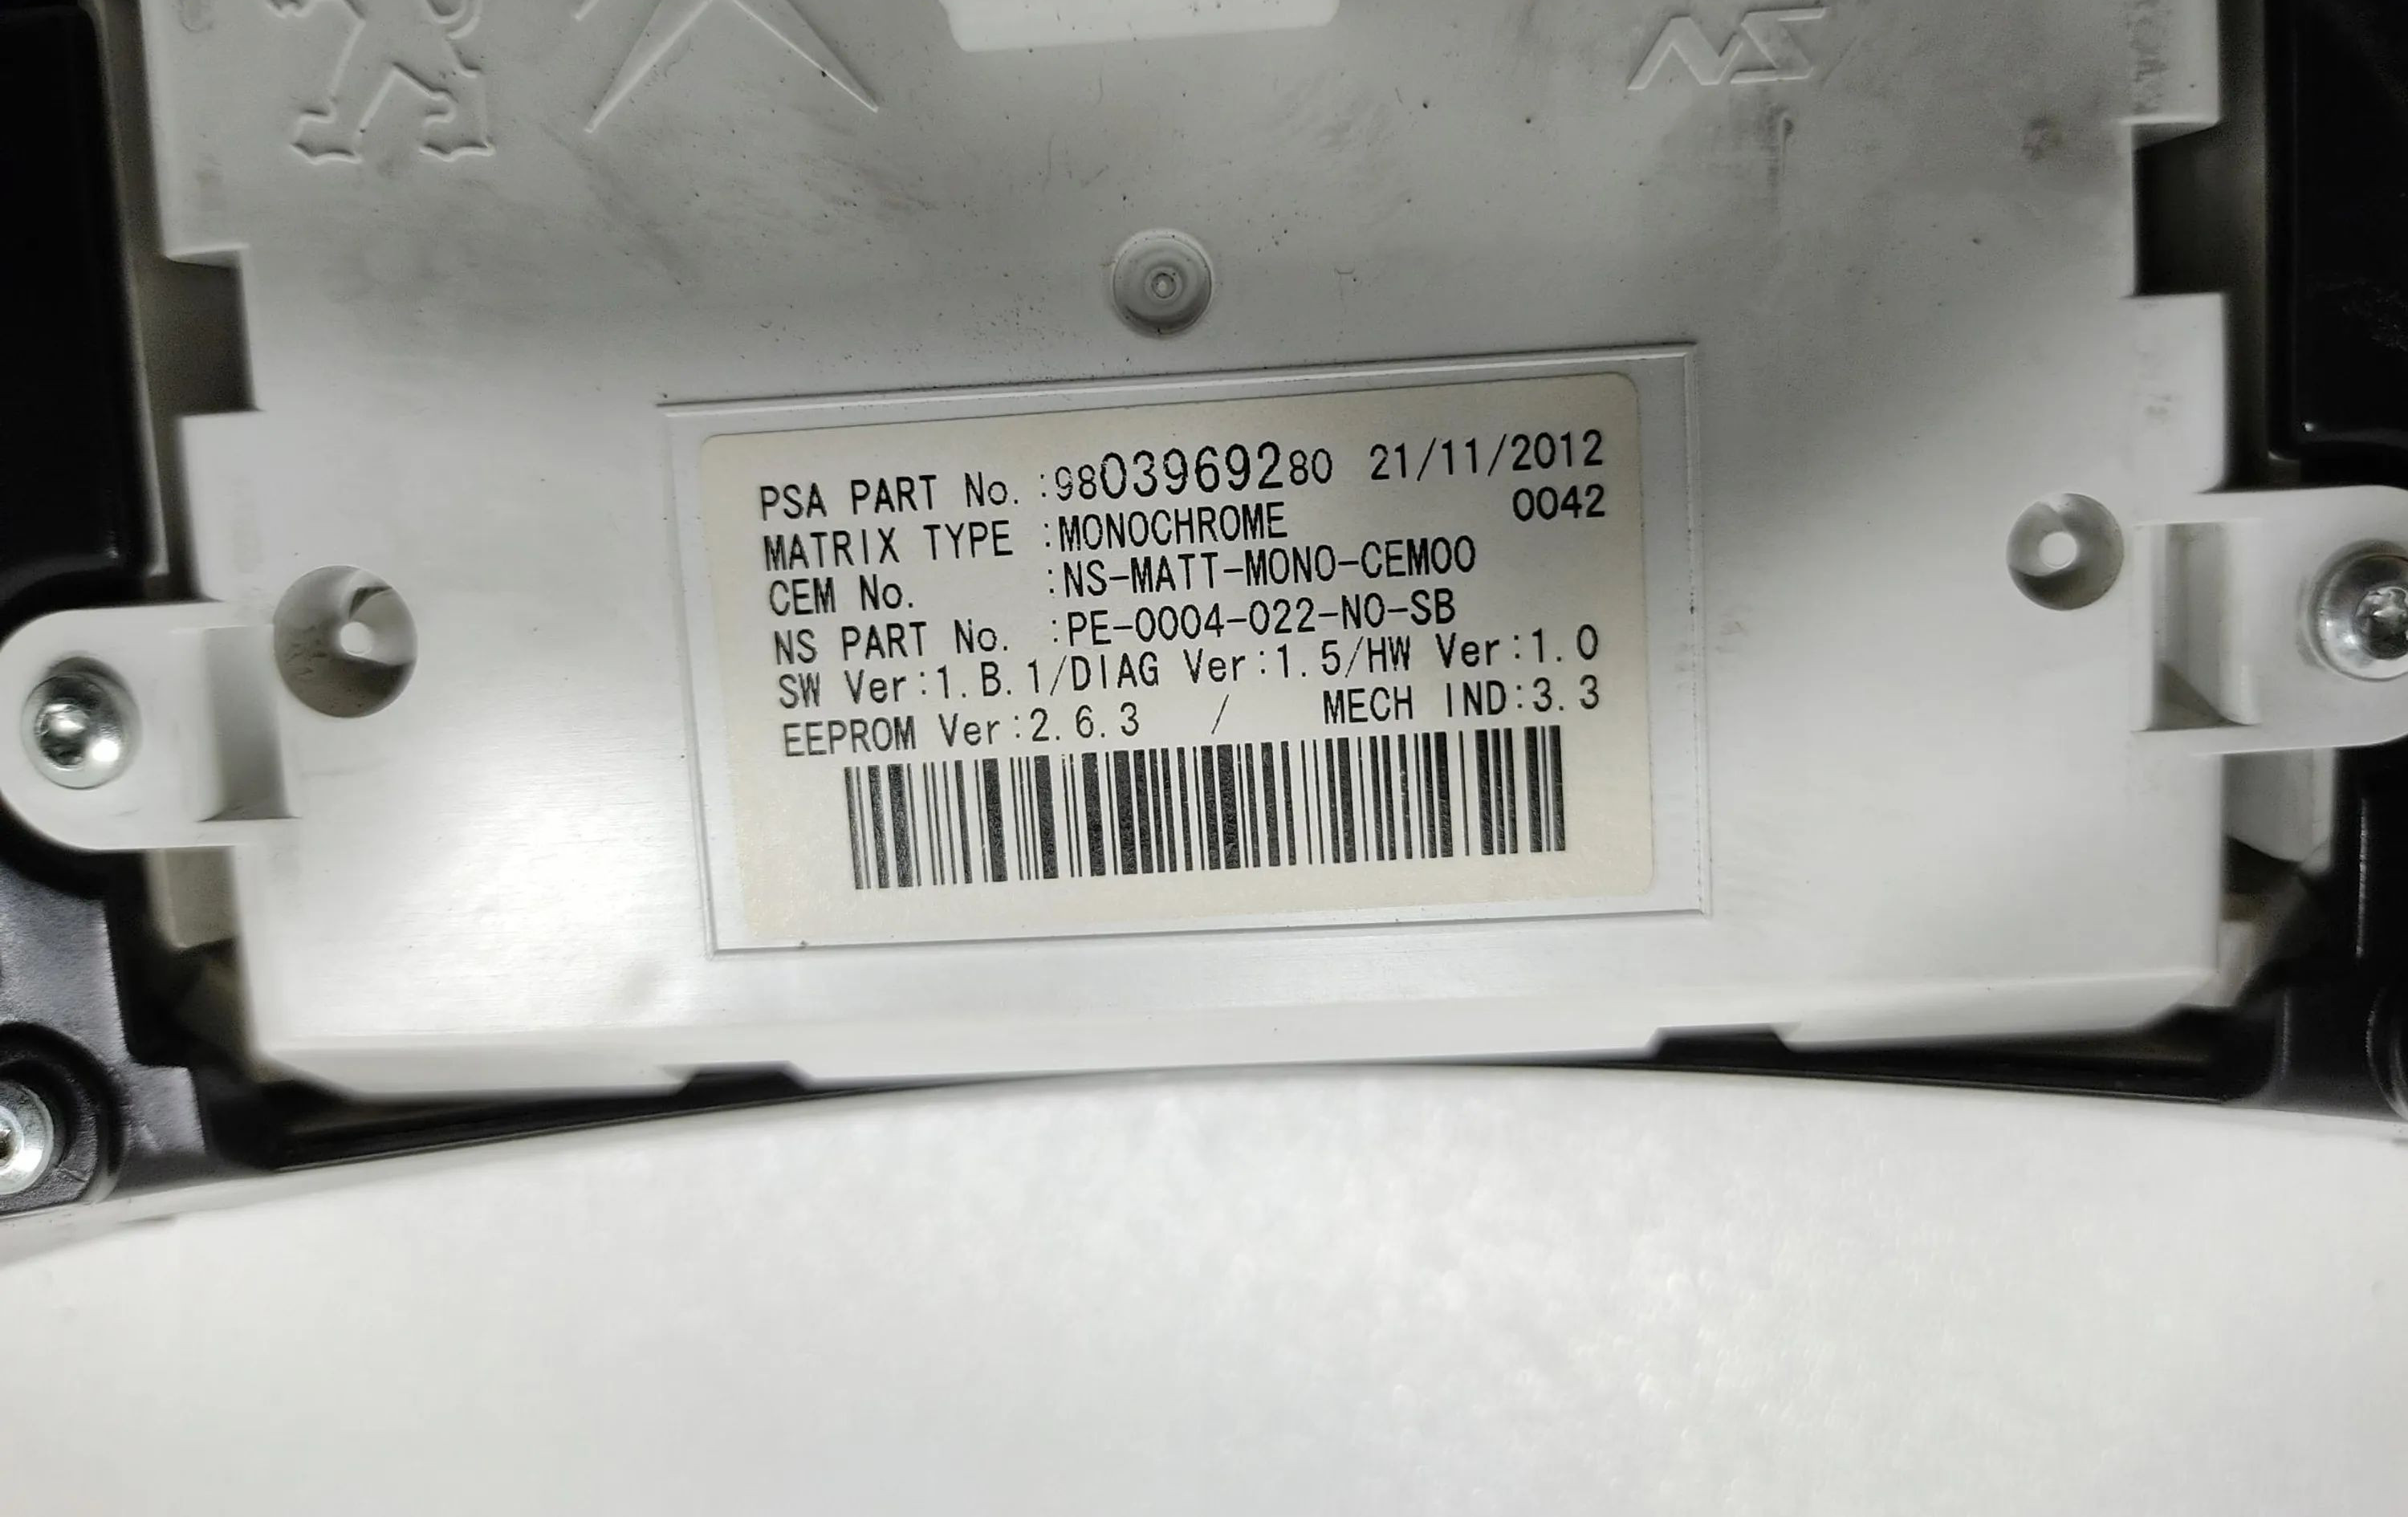 NS
PSA PART No. :9803969280 21/11/2012
MATRIX TYPE :MONOCHROME 0042
CEM No. :NS-MATT-MONO-CEM00
NS PART No. :PE-0004-022-NO-SB
SW Ver:1.B.1/DIAG Ver:1.5/HW Ver:1.0
EEPROM Ver:2.6.3 / MECH IND:3.3